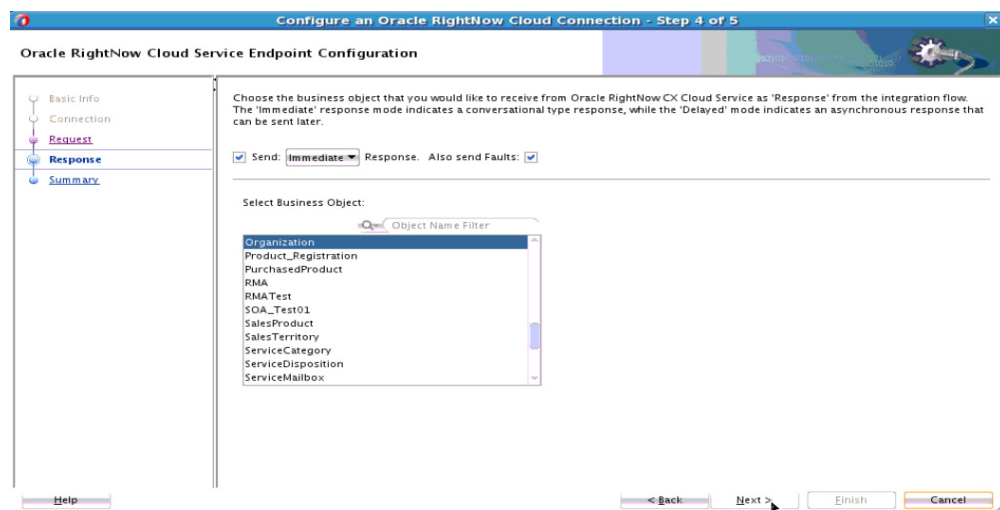 Configure an Oracle RightNow Cloud Connection - Step 4 of 5
Oracle RightNow Cloud Service Endpoint Configuration
Basic Info
Connection
Request
Response
Summary
Choose the business object that you would like to receive from Oracle RightNow CX Cloud Service as 'Response' from the integration flow.
The 'Immediate' response mode indicates a conversational type response, while the 'Delayed' mode indicates an asynchronous response that
can be sent later.
Send: Immediate Response. Also send Faults:
Select Business Object:
Object Name Filter
Organization
Product_Registration
PurchasedProduct
RMA
RMATest
SOA_Test01
SalesProduct
SalesTerritory
ServiceCategory
ServiceDisposition
ServiceMailbox
Help
< Back
Next >
Finish
Cancel